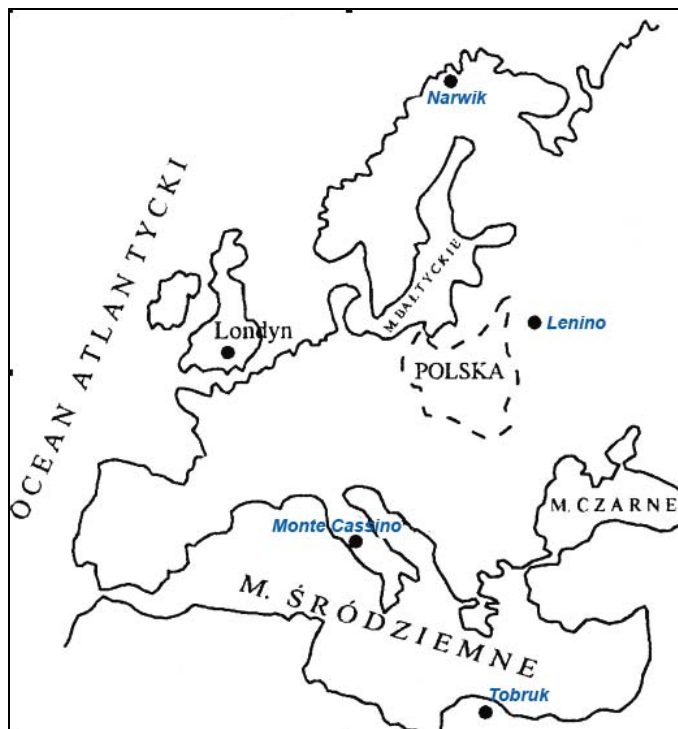 Narwik
OCEAN ATLANTYCKI
M. BAŁTYCKIE
Londyn
Lenino
POLSKA
M. CZARNE
Monte Cassino
M. ŚRÓDZIEMNE
Tobruk